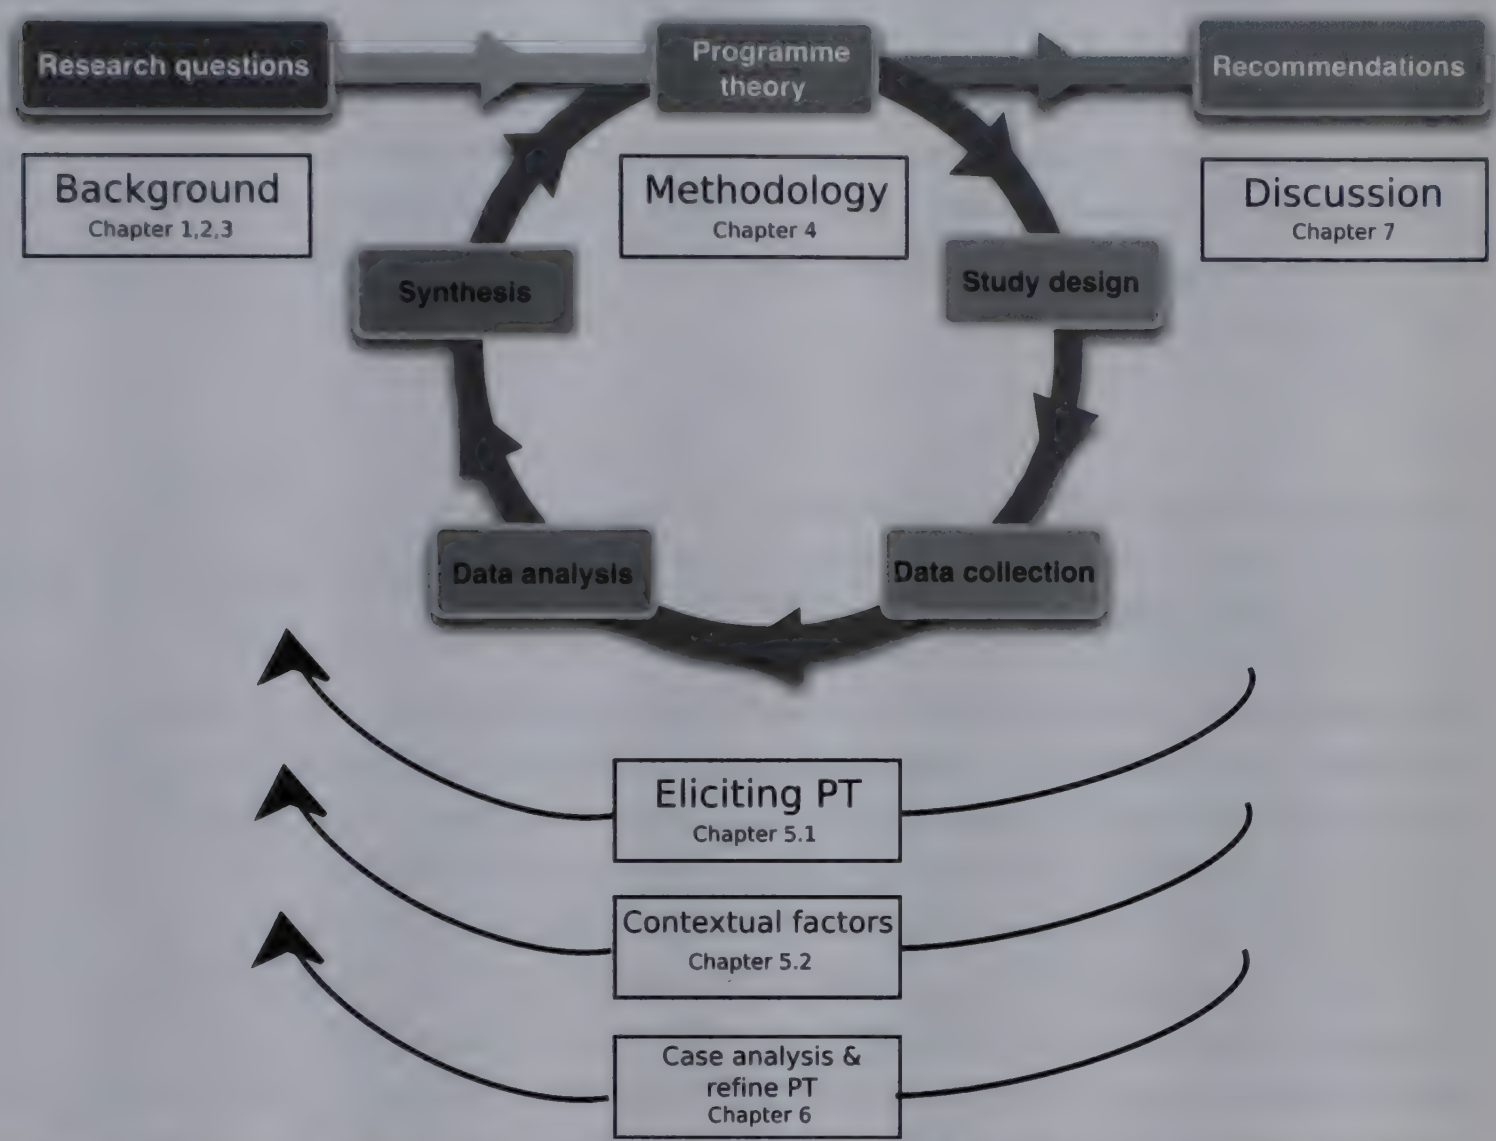 Research questions
Programme
theory
Recommendations
Background
Chapter 1,2,3
Methodology
Chapter 4
Discussion
Chapter 7
Synthesis
Study design
Data analysis
Data collection
Eliciting PT
Chapter 5.1
Contextual factors
Chapter 5.2
Case analysis &
refine PT
Chapter 6